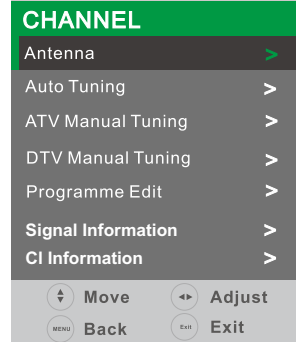 CHANNEL
Antenna >
Auto Tuning >
ATV Manual Tuning >
DTV Manual Tuning >
Programme Edit >
Signal Information >
CI Information >
Move Adjust
MENU Back Exit Exit